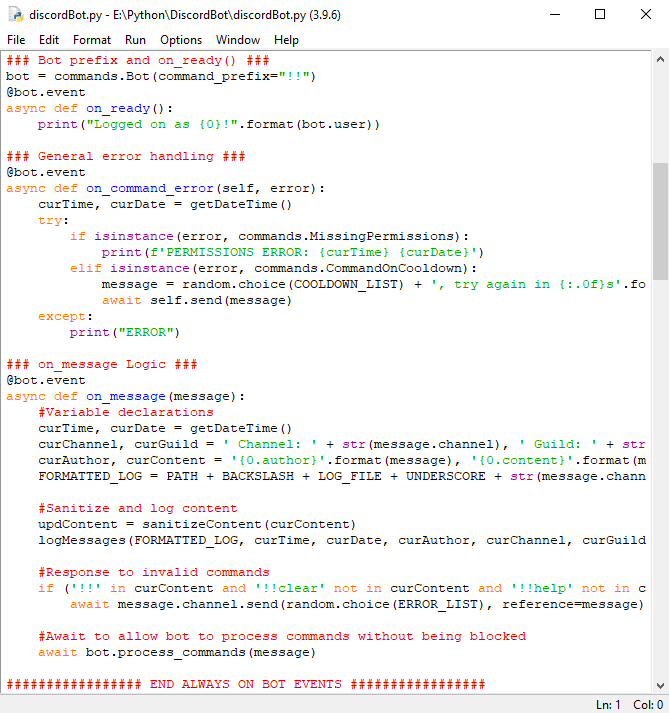 discordBot.py - E:\Python\DiscordBot\discordBot.py (3.9.6)
File Edit Format Run Options Window Help
### Bot prefix and on_ready() ###
bot = commands.Bot(command_prefix="!!")
@bot.event
async def on_ready():
    print("Logged on as {0}!".format(bot.user))

### General error handling ###
@bot.event
async def on_command_error(self, error):
    curTime, curDate = getDateTime()
    try:
        if isinstance(error, commands.MissingPermissions):
            print(f'PERMISSIONS ERROR: {curTime} {curDate}')
        elif isinstance(error, commands.CommandOnCooldown):
            message = random.choice(COOLDOWN_LIST) + ', try again in {:.0f}s'.fo
            await self.send(message)
    except:
        print("ERROR")

### on_message Logic ###
@bot.event
async def on_message(message):
    #Variable declarations
    curTime, curDate = getDateTime()
    curChannel, curGuild = ' Channel: ' + str(message.channel), ' Guild: ' + str
    curAuthor, curContent = '{0.author}'.format(message), '{0.content}'.format(m
    FORMATTED_LOG = PATH + BACKSLASH + LOG_FILE + UNDERSCORE + str(message.chann

    #Sanitize and log content
    updContent = sanitizeContent(curContent)
    logMessages(FORMATTED_LOG, curTime, curDate, curAuthor, curChannel, curGuild

    #Response to invalid commands
    if ('!!' in curContent and '!!clear' not in curContent and '!!help' not in c
        await message.channel.send(random.choice(ERROR_LIST), reference=message)

    #Await to allow bot to process commands without being blocked
    await bot.process_commands(message)

################# END ALWAYS ON BOT EVENTS #################
Ln: 1 Col: 0